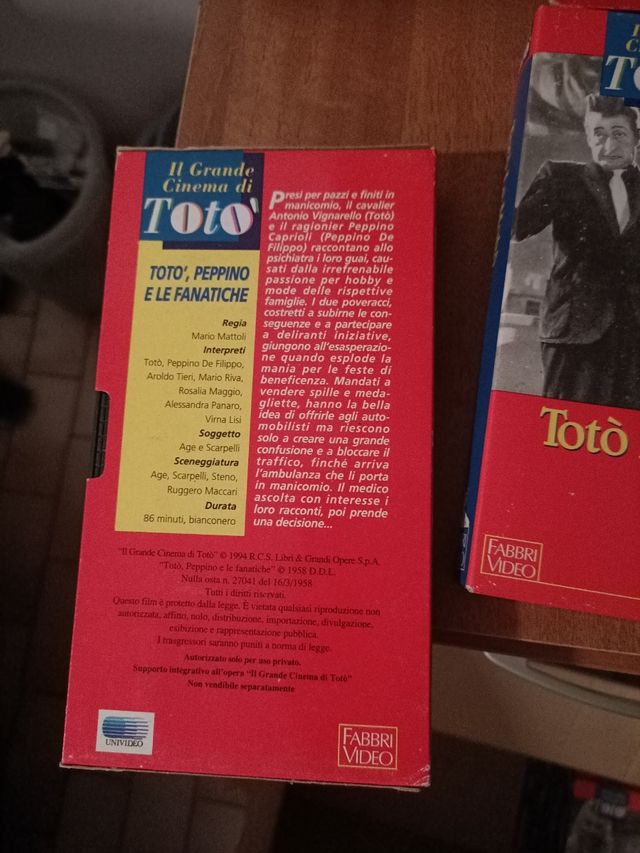 Il Grande
Cinema di
Totò
TOTO', PEPPINO
E LE FANATICHE
Regia
Mario Mattoli
Interpreti
Totò, Peppino De Filippo,
Aroldo Tieri, Mario Riva,
Rosalia Maggio,
Alessandra Panaro,
Virna Lisi
Soggetto
Age e Scarpelli
Sceneggiatura
Age, Scarpelli, Steno,
Ruggero Maccari
Durata
86 minuti, bianconero
Presi per pazzi e finiti in
manicomio, il cavalier
Antonio Vignarello (Totò)
e il ragionier Peppino
Caprioli (Peppino De
Filippo) raccontano allo
psichiatra i loro guai, cau-
sati dalla irrefrenabile
passione per hobby e
mode delle rispettive
famiglie. I due poveracci,
costretti a subirne le con-
seguenze e a partecipare
a deliranti iniziative,
giungono all'esasperazio-
ne quando esplode la
mania per le feste di
beneficenza. Mandati a
vendere spille e meda-
gliette, hanno la bella
idea di offrirle agli auto-
mobilisti ma riescono
solo a creare una grande
confusione e a bloccare il
traffico, finché arriva
l'ambulanza che li porta
in manicomio. Il medico
ascolta con interesse i
loro racconti, poi prende
una decisione...
"Il Grande Cinema di Totò" © 1994 R.C.S. Libri & Grandi Opere S.p.A.
"Totò, Peppino e le fanatiche" © 1958 D.D.L.
Nulla osta n. 27041 del 16/3/1958
Tutti i diritti riservati.
Questo film è protetto dalla legge. È vietata qualsiasi riproduzione non
autorizzata, affitto, nolo, distribuzione, importazione, divulgazione,
esibizione e rappresentazione pubblica.
I trasgressori saranno puniti a norma di legge.
Autorizzato solo per uso privato.
Supporto integrativo all'opera "Il Grande Cinema di Totò"
Non vendibile separatamente
UNIVIDEO
FABBRI
VIDEO
Totò
FABBRI
VIDEO